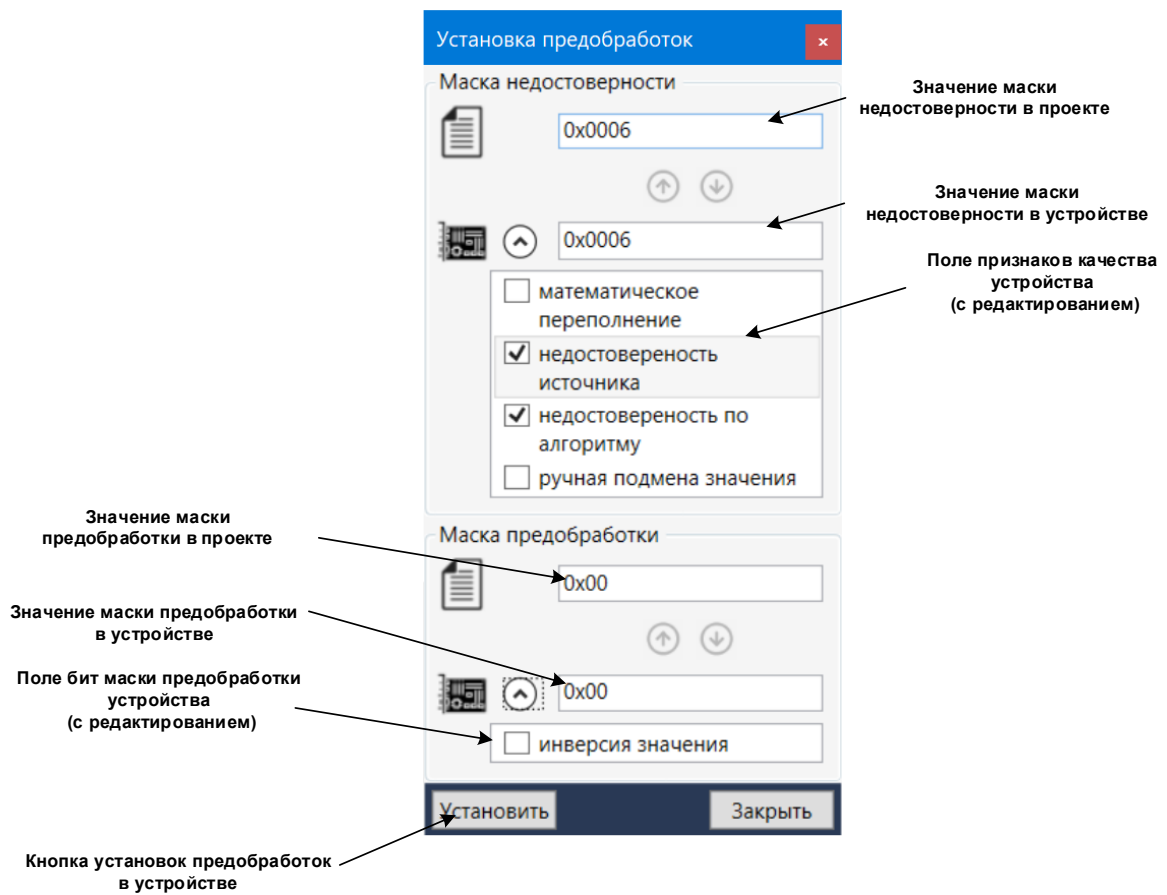 Установка предобработок
x
Маска недостоверности
Значение маски
недостоверности в проекте
0x0006
Значение маски
недостоверности в устройстве
0x0006
Поле признаков качества
устройства
(с редактированием)
математическое
переполнение
недостовереность
источника
недостовереность по
алгоритму
ручная подмена значения
Значение маски
предобработки в проекте
Маска предобработки
0x00
Значение маски предобработки
в устройстве
Поле бит маски предобработки
устройства
(с редактированием)
0x00
инверсия значения
Установить
Закрыть
Кнопка установок предобработок
в устройстве